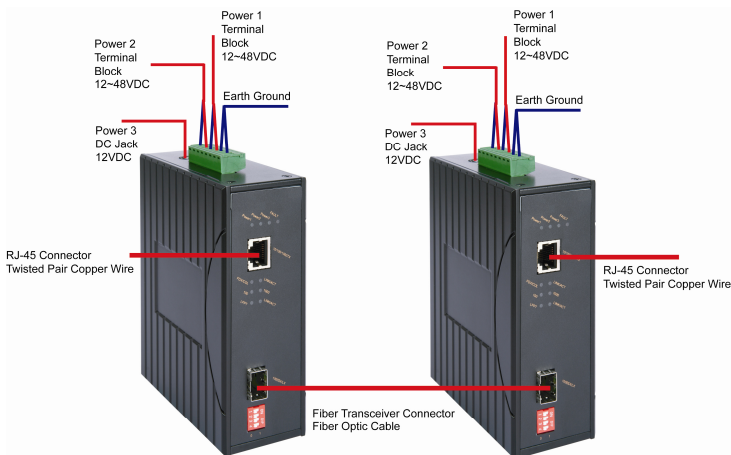 Power 1
Terminal
Block
12~48VDC
Power 2
Terminal
Block
12~48VDC
Earth Ground
Power 3
DC Jack
12VDC
RJ-45 Connector
Twisted Pair Copper Wire
Power 1
Terminal
Block
12~48VDC
Power 2
Terminal
Block
12~48VDC
Earth Ground
Power 3
DC Jack
12VDC
RJ-45 Connector
Twisted Pair Copper Wire
Fiber Transceiver Connector
Fiber Optic Cable